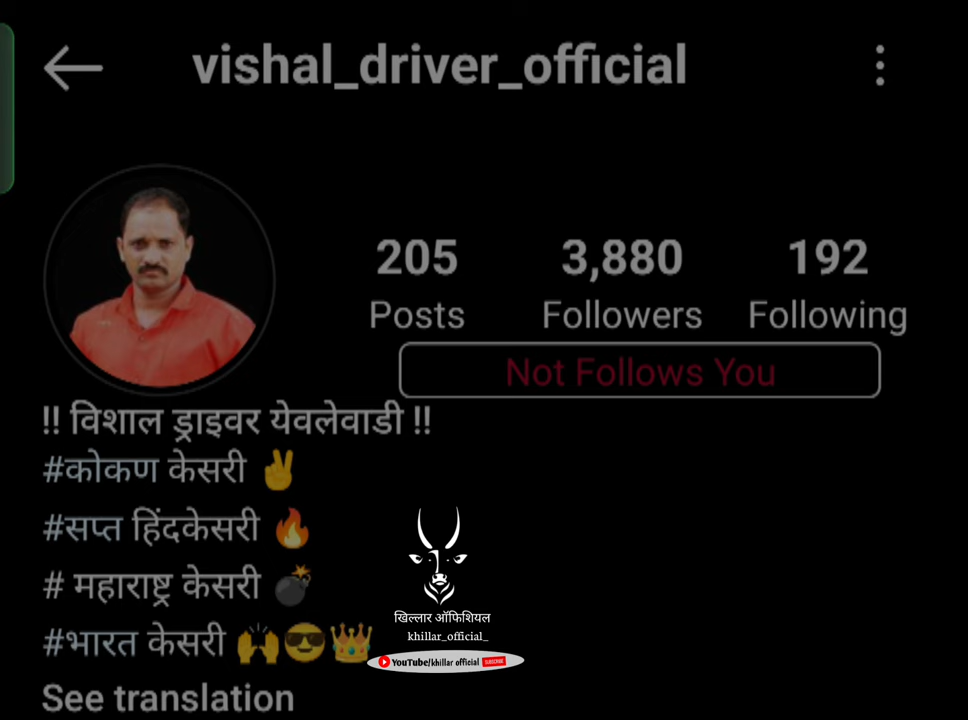 vishal_driver_official
205 3,880 192
Posts Followers Following
Not Follows You
!! विशाल ड्राइवर येवलेवाडी !!
#कोकण केसरी ✌
#सप्त हिंदकेसरी 🔥
# महाराष्ट्र केसरी 💣
#भारत केसरी 🙌😎👑
See translation
खिल्लार ऑफिशियल
khillar_official_
YouTube/khillar official SUBSCRIBE